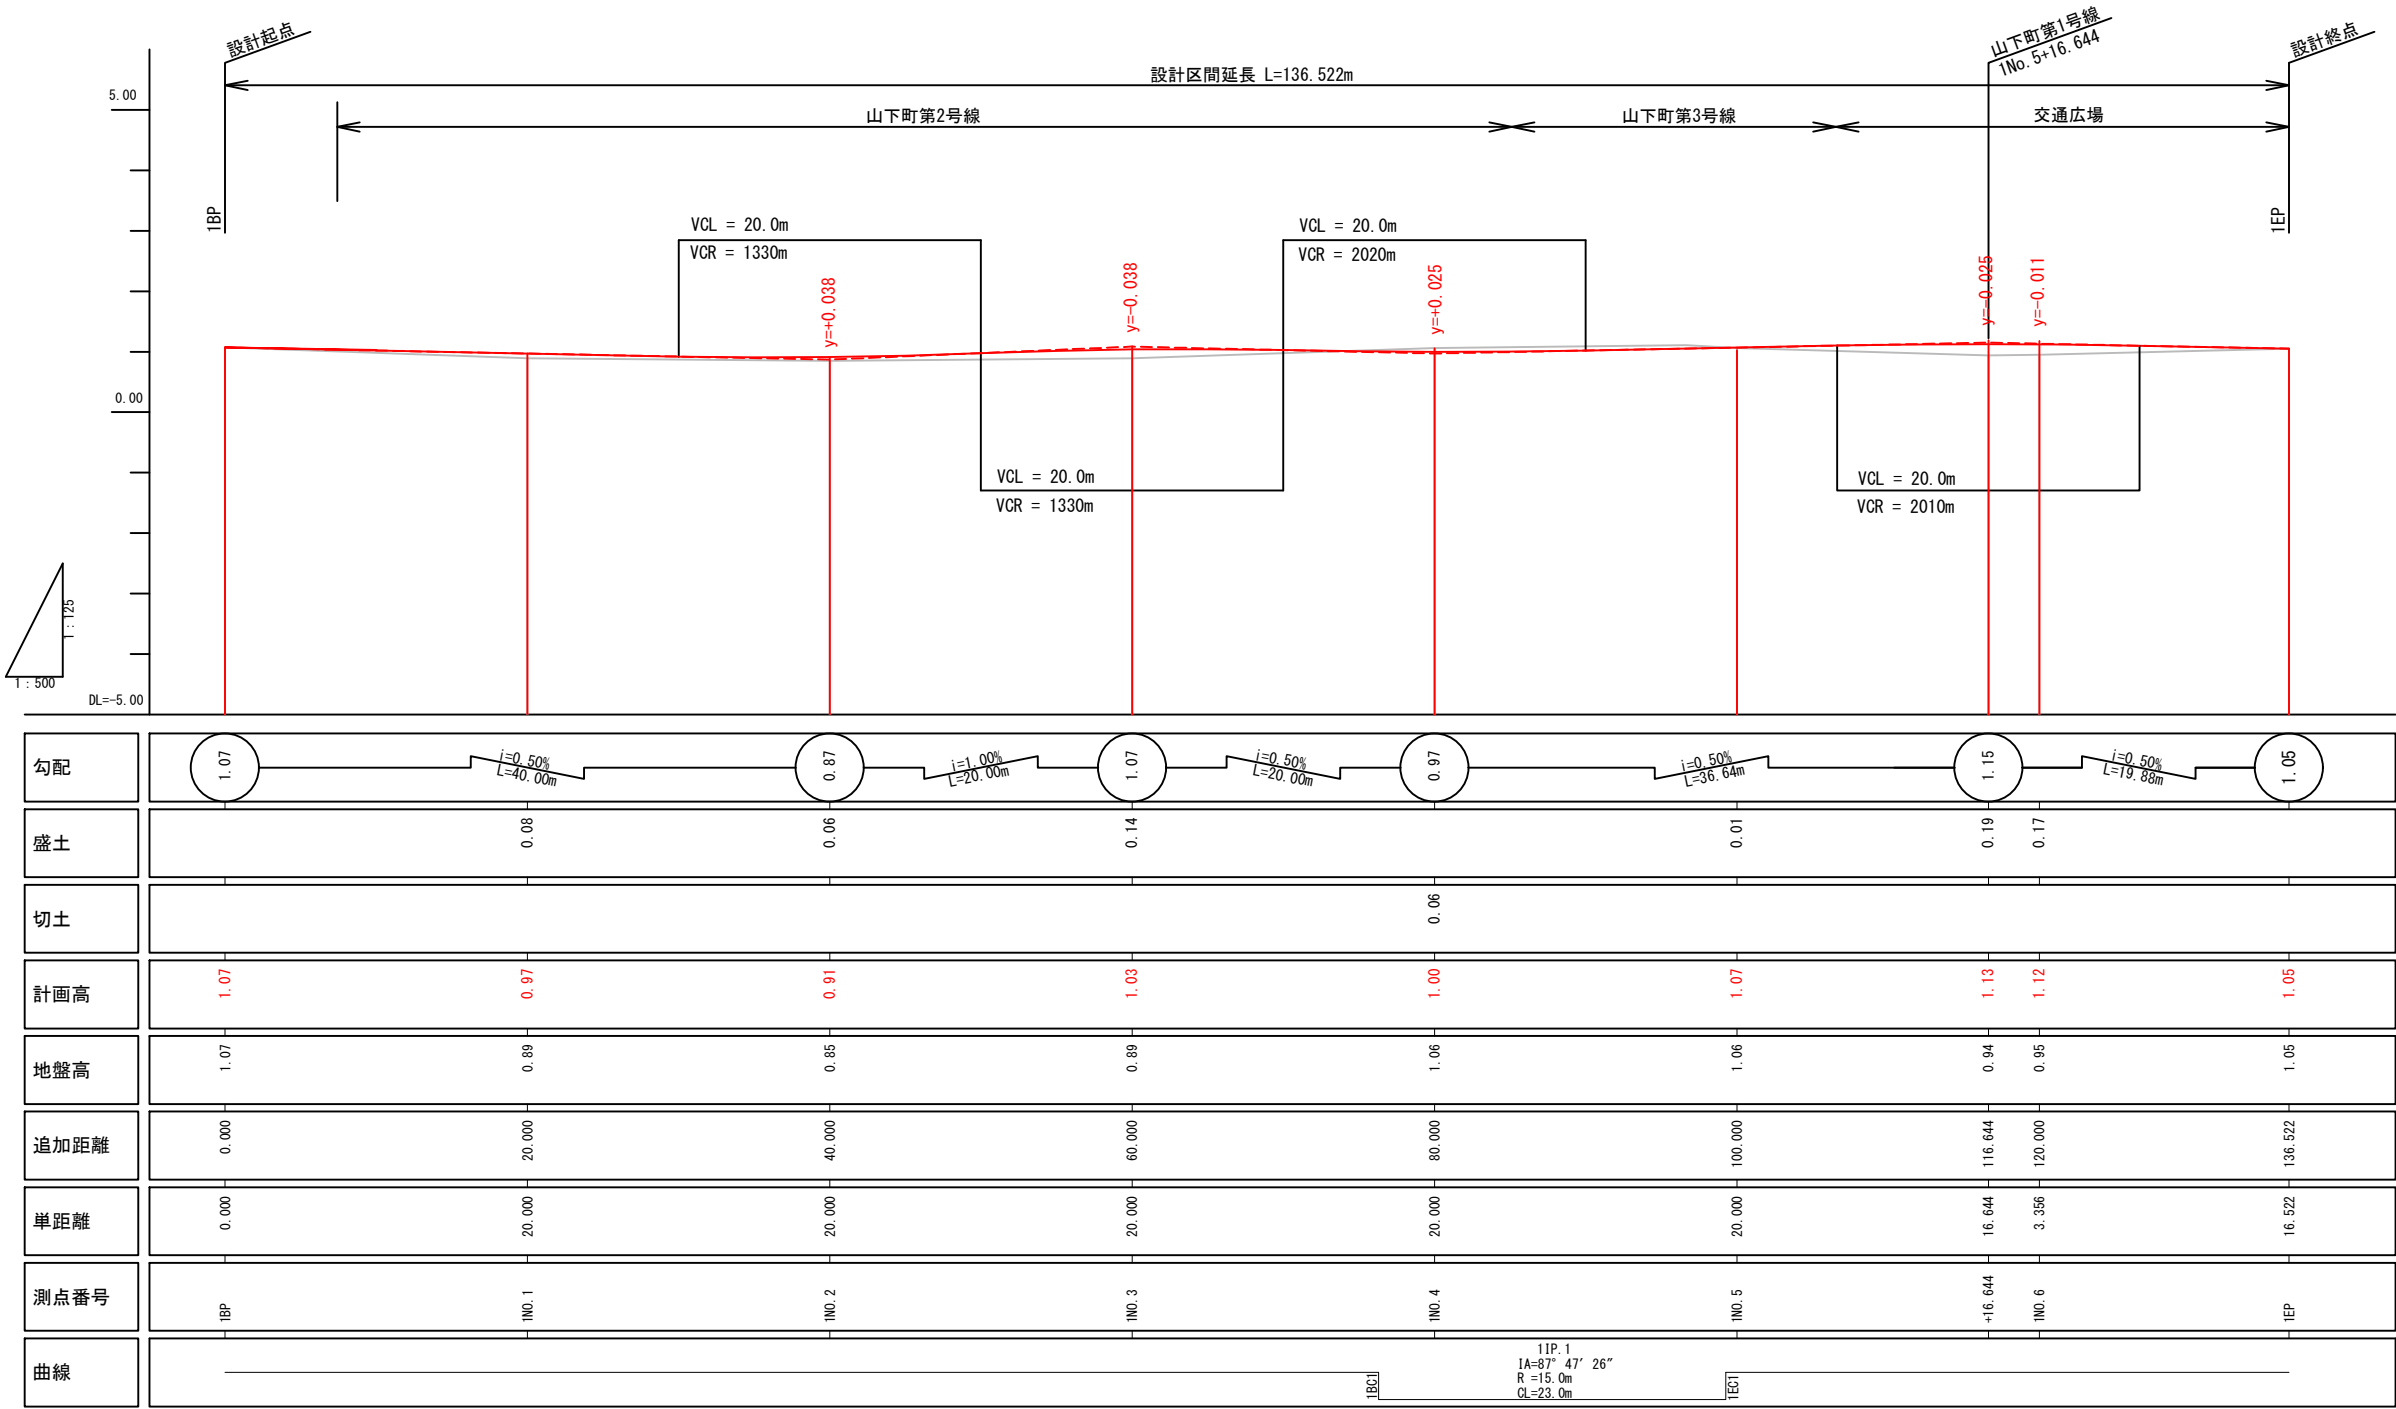 設計起点
山下町第1号線
1No.5+16.644
設計終点
設計区間延長 L=136.522m
5.00
山下町第2号線
山下町第3号線
交通広場
1BP
1EP
VCL = 20.0m
VCR = 1330m
VCL = 20.0m
VCR = 2020m
y=+0.038
y=-0.038
y=+0.025
y=-0.025
y=-0.011
0.00
VCL = 20.0m
VCR = 1330m
VCL = 20.0m
VCR = 2010m
1:125
1:500
DL=-5.00
勾配
1.07
i=0.50%
L=40.00m
0.87
i=1.00%
L=20.00m
1.07
i=0.50%
L=20.00m
0.97
i=0.50%
L=36.64m
1.15
i=0.50%
L=19.88m
1.05
盛土 0.08 0.06 0.14 0.01 0.19 0.17
切土 0.06
計画高 1.07 0.97 0.91 1.03 1.00 1.07 1.13 1.12 1.05
地盤高 1.07 0.89 0.85 0.89 1.06 1.06 0.94 0.95 1.05
追加距離 0.000 20.000 40.000 60.000 80.000 100.000 116.644 120.000 136.522
単距離 0.000 20.000 20.000 20.000 20.000 20.000 16.644 3.356 16.522
測点番号 1BP 1NO.1 1NO.2 1NO.3 1NO.4 1NO.5 +16.644 1NO.6 1EP
曲線
1BC1
1IP.1
IA=87° 47′ 26″
R =15.0m
CL=23.0m
1EC1